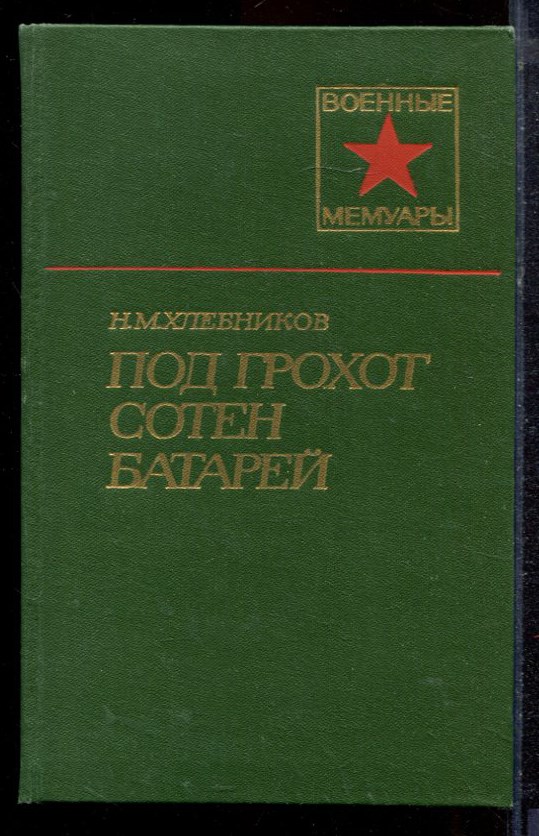 ВОЕННЫЕ
МЕМУАРЫ
Н.М.ХЛЕБНИКОВ
ПОД ГРОХОТ
СОТЕН
БАТАРЕЙ